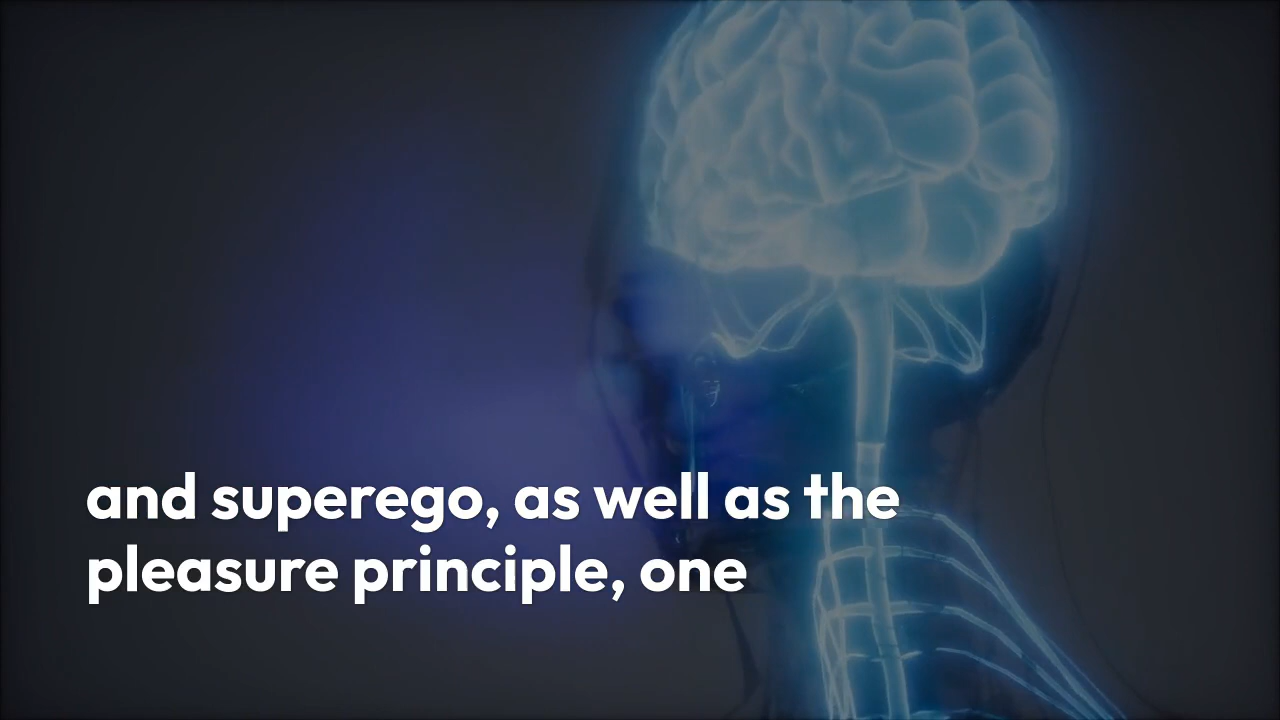 and superego, as well as the
pleasure principle, one